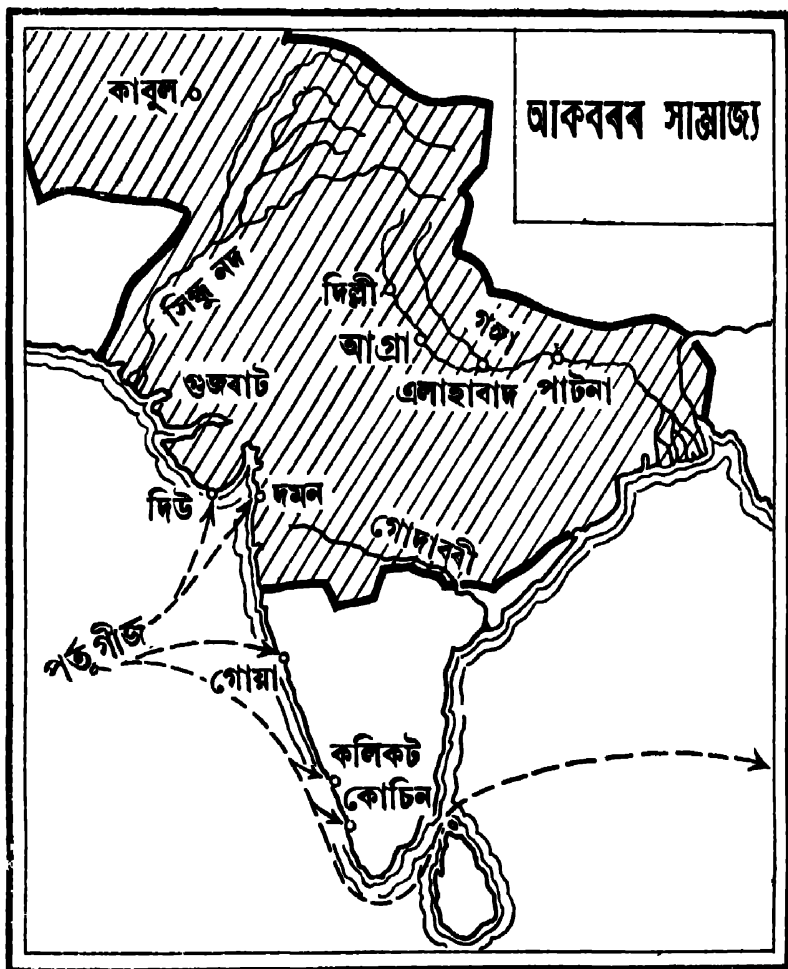 আকবৰৰ সাম্ৰাজ্য
কাবুল
সিন্ধু নদ
দিল্লী
আগ্রা
গঙ্গা
এলাহাবাদ
পাটনা
গুজৰাট
দিউ
দমন
গোদাবৰী
পৰ্তুগীজ
গোয়া
কলিকট
কোচিন